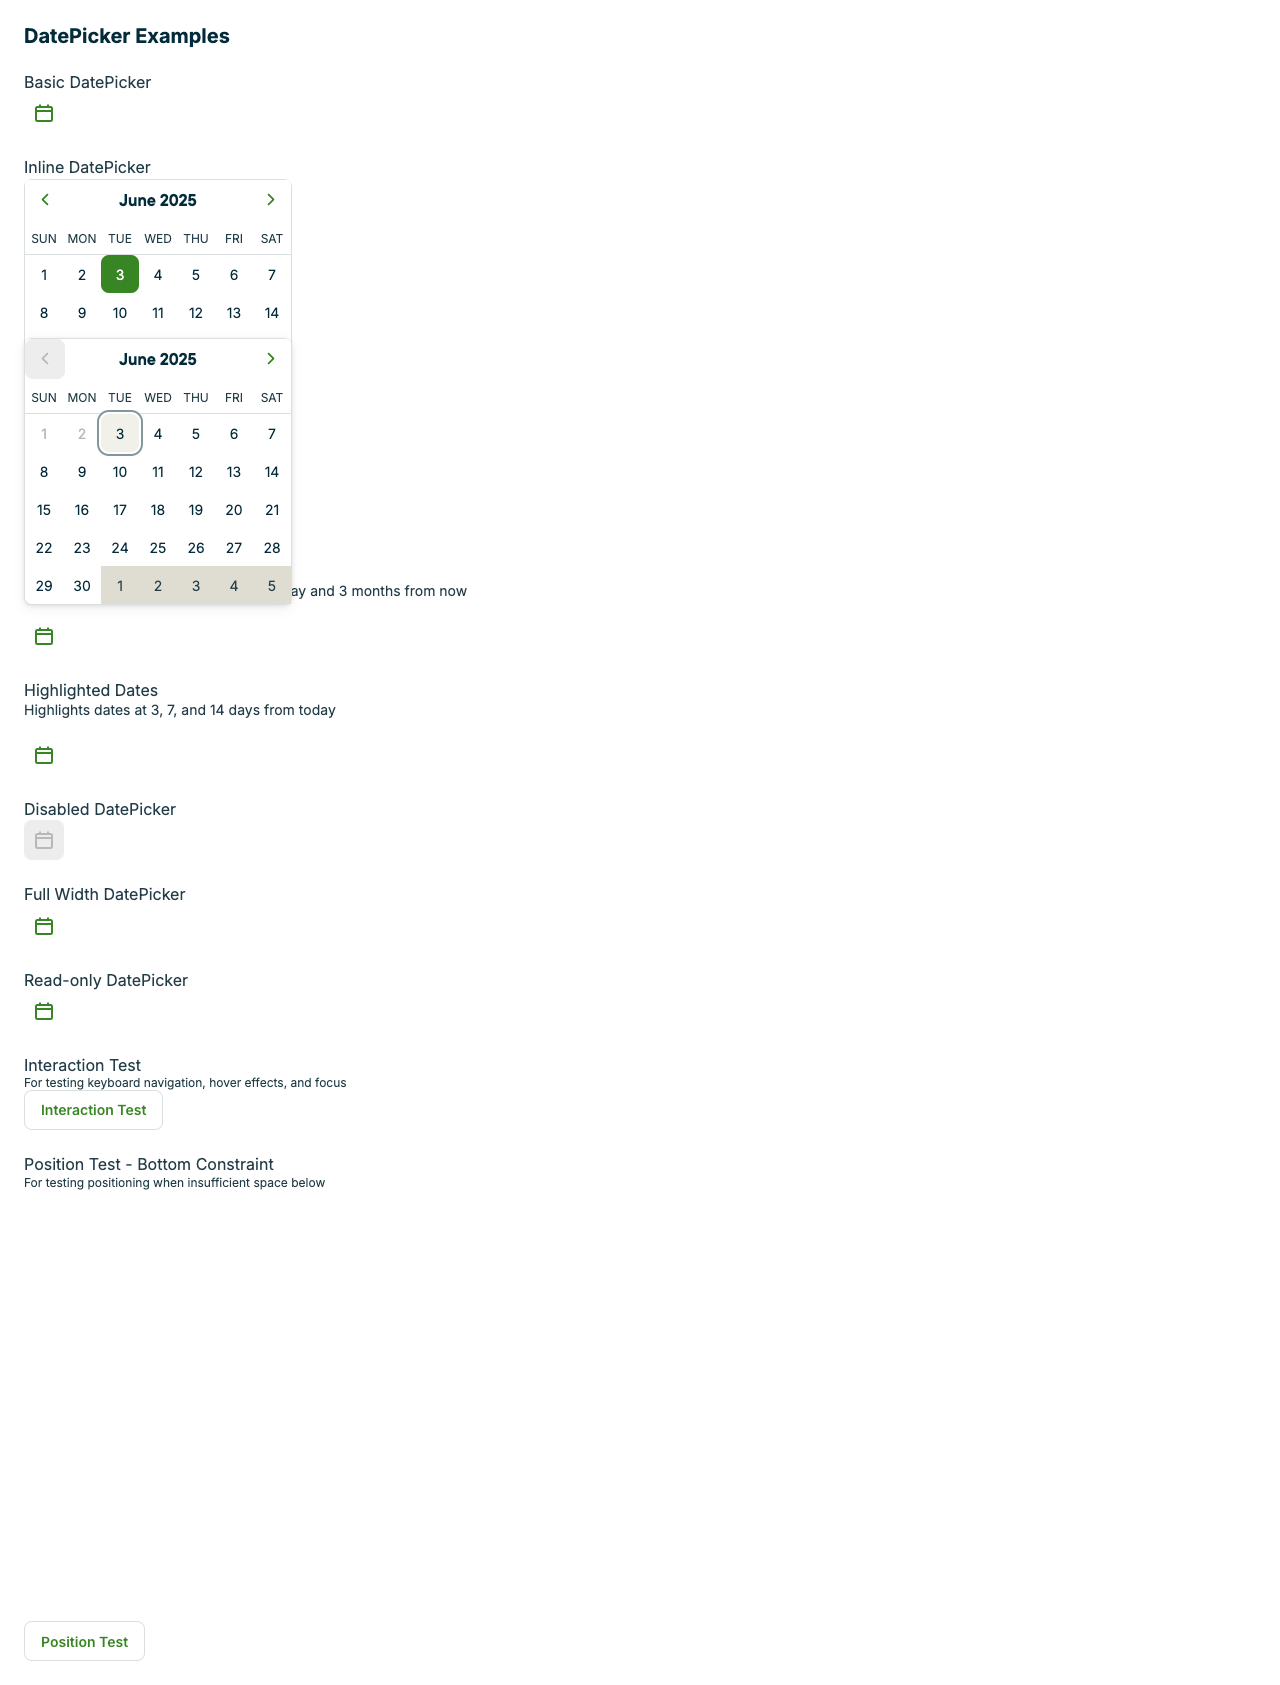 DatePicker Examples
Basic DatePicker
Inline DatePicker
June 2025
SUN MON TUE WED THU FRI SAT
1 2 3 4 5 6 7
8 9 10 11 12 13 14
June 2025
SUN MON TUE WED THU FRI SAT
1 2 3 4 5 6 7
8 9 10 11 12 13 14
15 16 17 18 19 20 21
22 23 24 25 26 27 28
29 30 1 2 3 4 5
ay and 3 months from now
Highlighted Dates
Highlights dates at 3, 7, and 14 days from today
Disabled DatePicker
Full Width DatePicker
Read-only DatePicker
Interaction Test
For testing keyboard navigation, hover effects, and focus
Interaction Test
Position Test - Bottom Constraint
For testing positioning when insufficient space below
Position Test